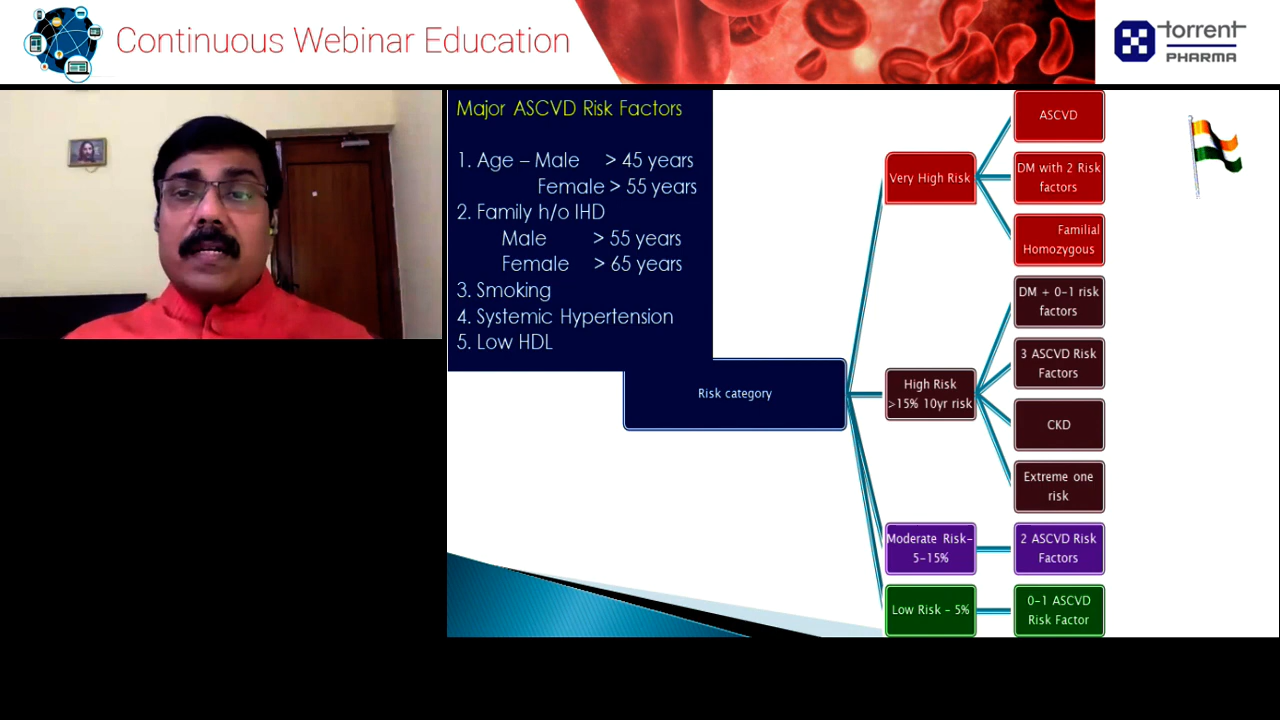 Continuous Webinar Education
torrent
PHARMA
Major ASCVD Risk Factors
1. Age – Male > 45 years
Female > 55 years
2. Family h/o IHD
Male > 55 years
Female > 65 years
3. Smoking
4. Systemic Hypertension
5. Low HDL
Risk category
Very High Risk
ASCVD
DM with 2 Risk
factors
Familial
Homozygous
High Risk
>15% 10yr risk
DM + 0-1 risk
factors
3 ASCVD Risk
Factors
CKD
Extreme one
risk
Moderate Risk-
5-15%
2 ASCVD Risk
Factors
Low Risk - 5%
0-1 ASCVD
Risk Factor